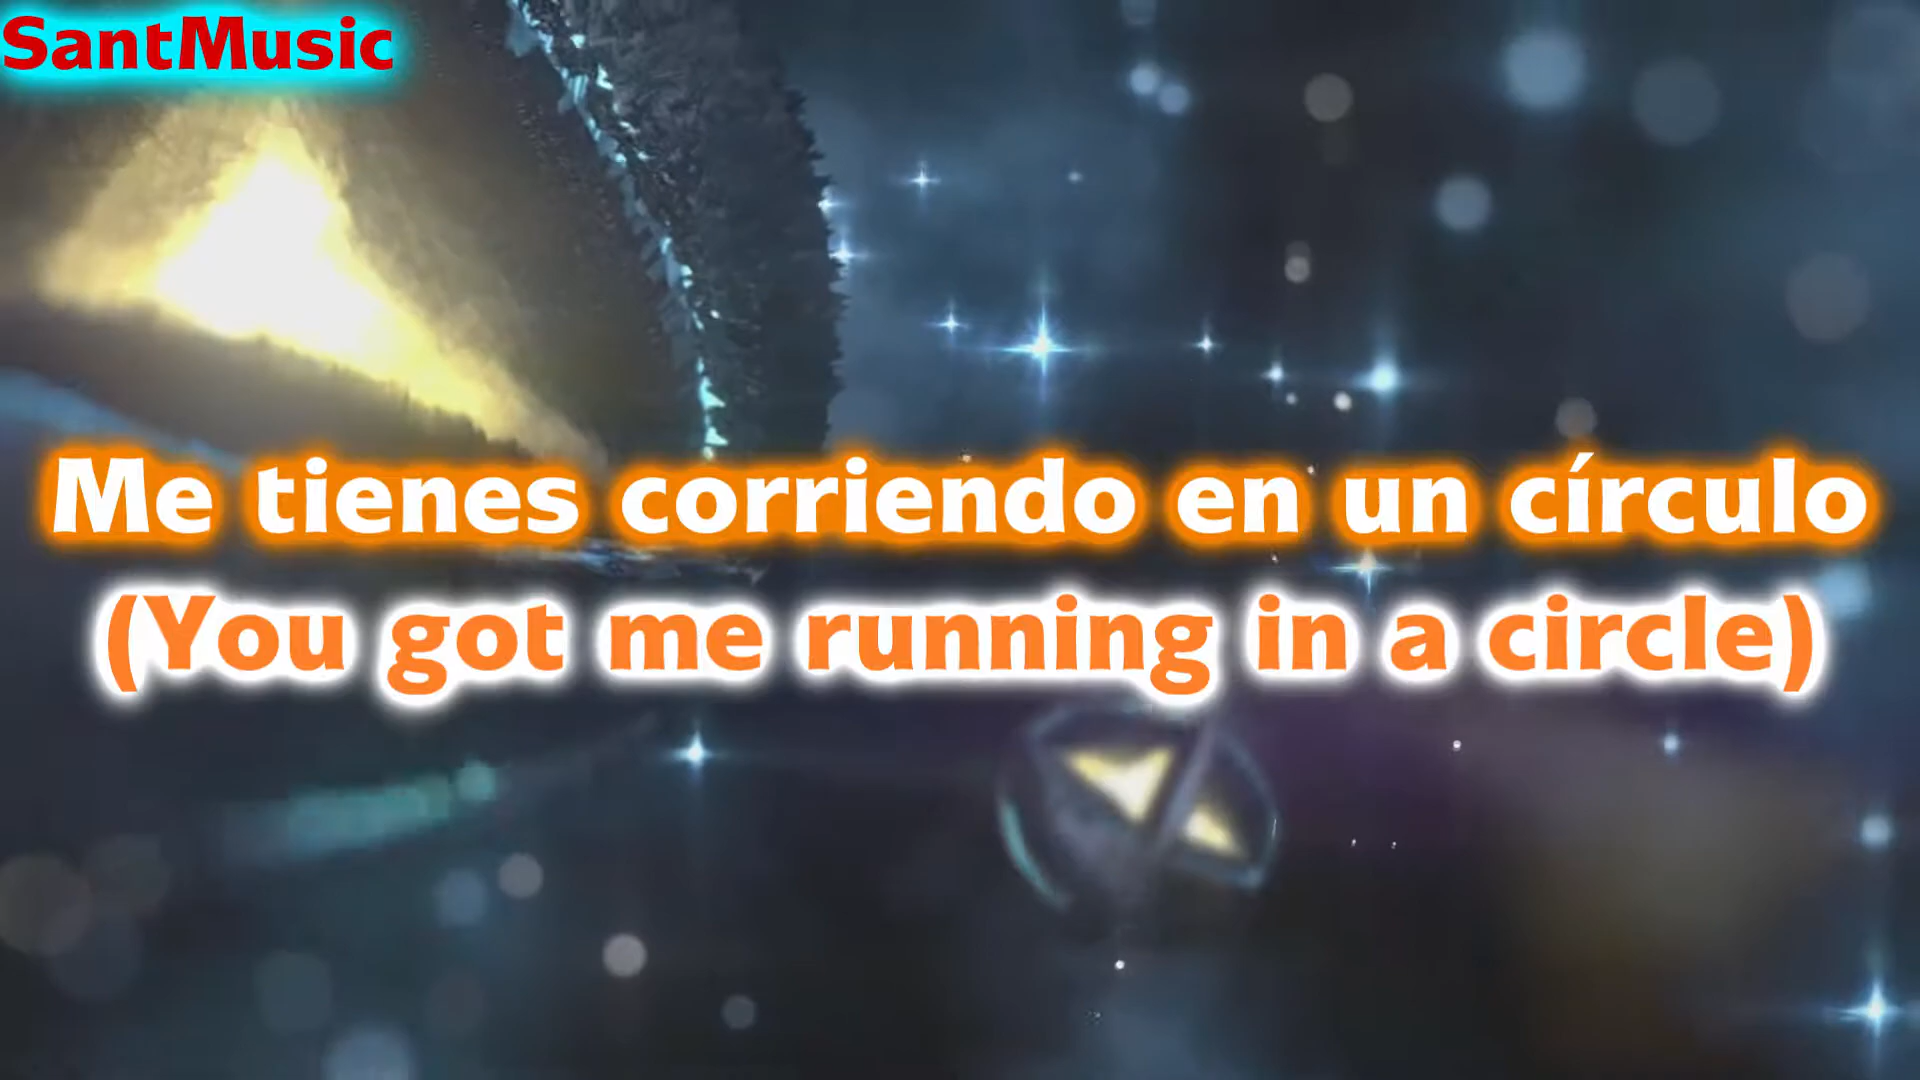 SantMusic
Me tienes corriendo en un círculo
(You got me running in a circle)